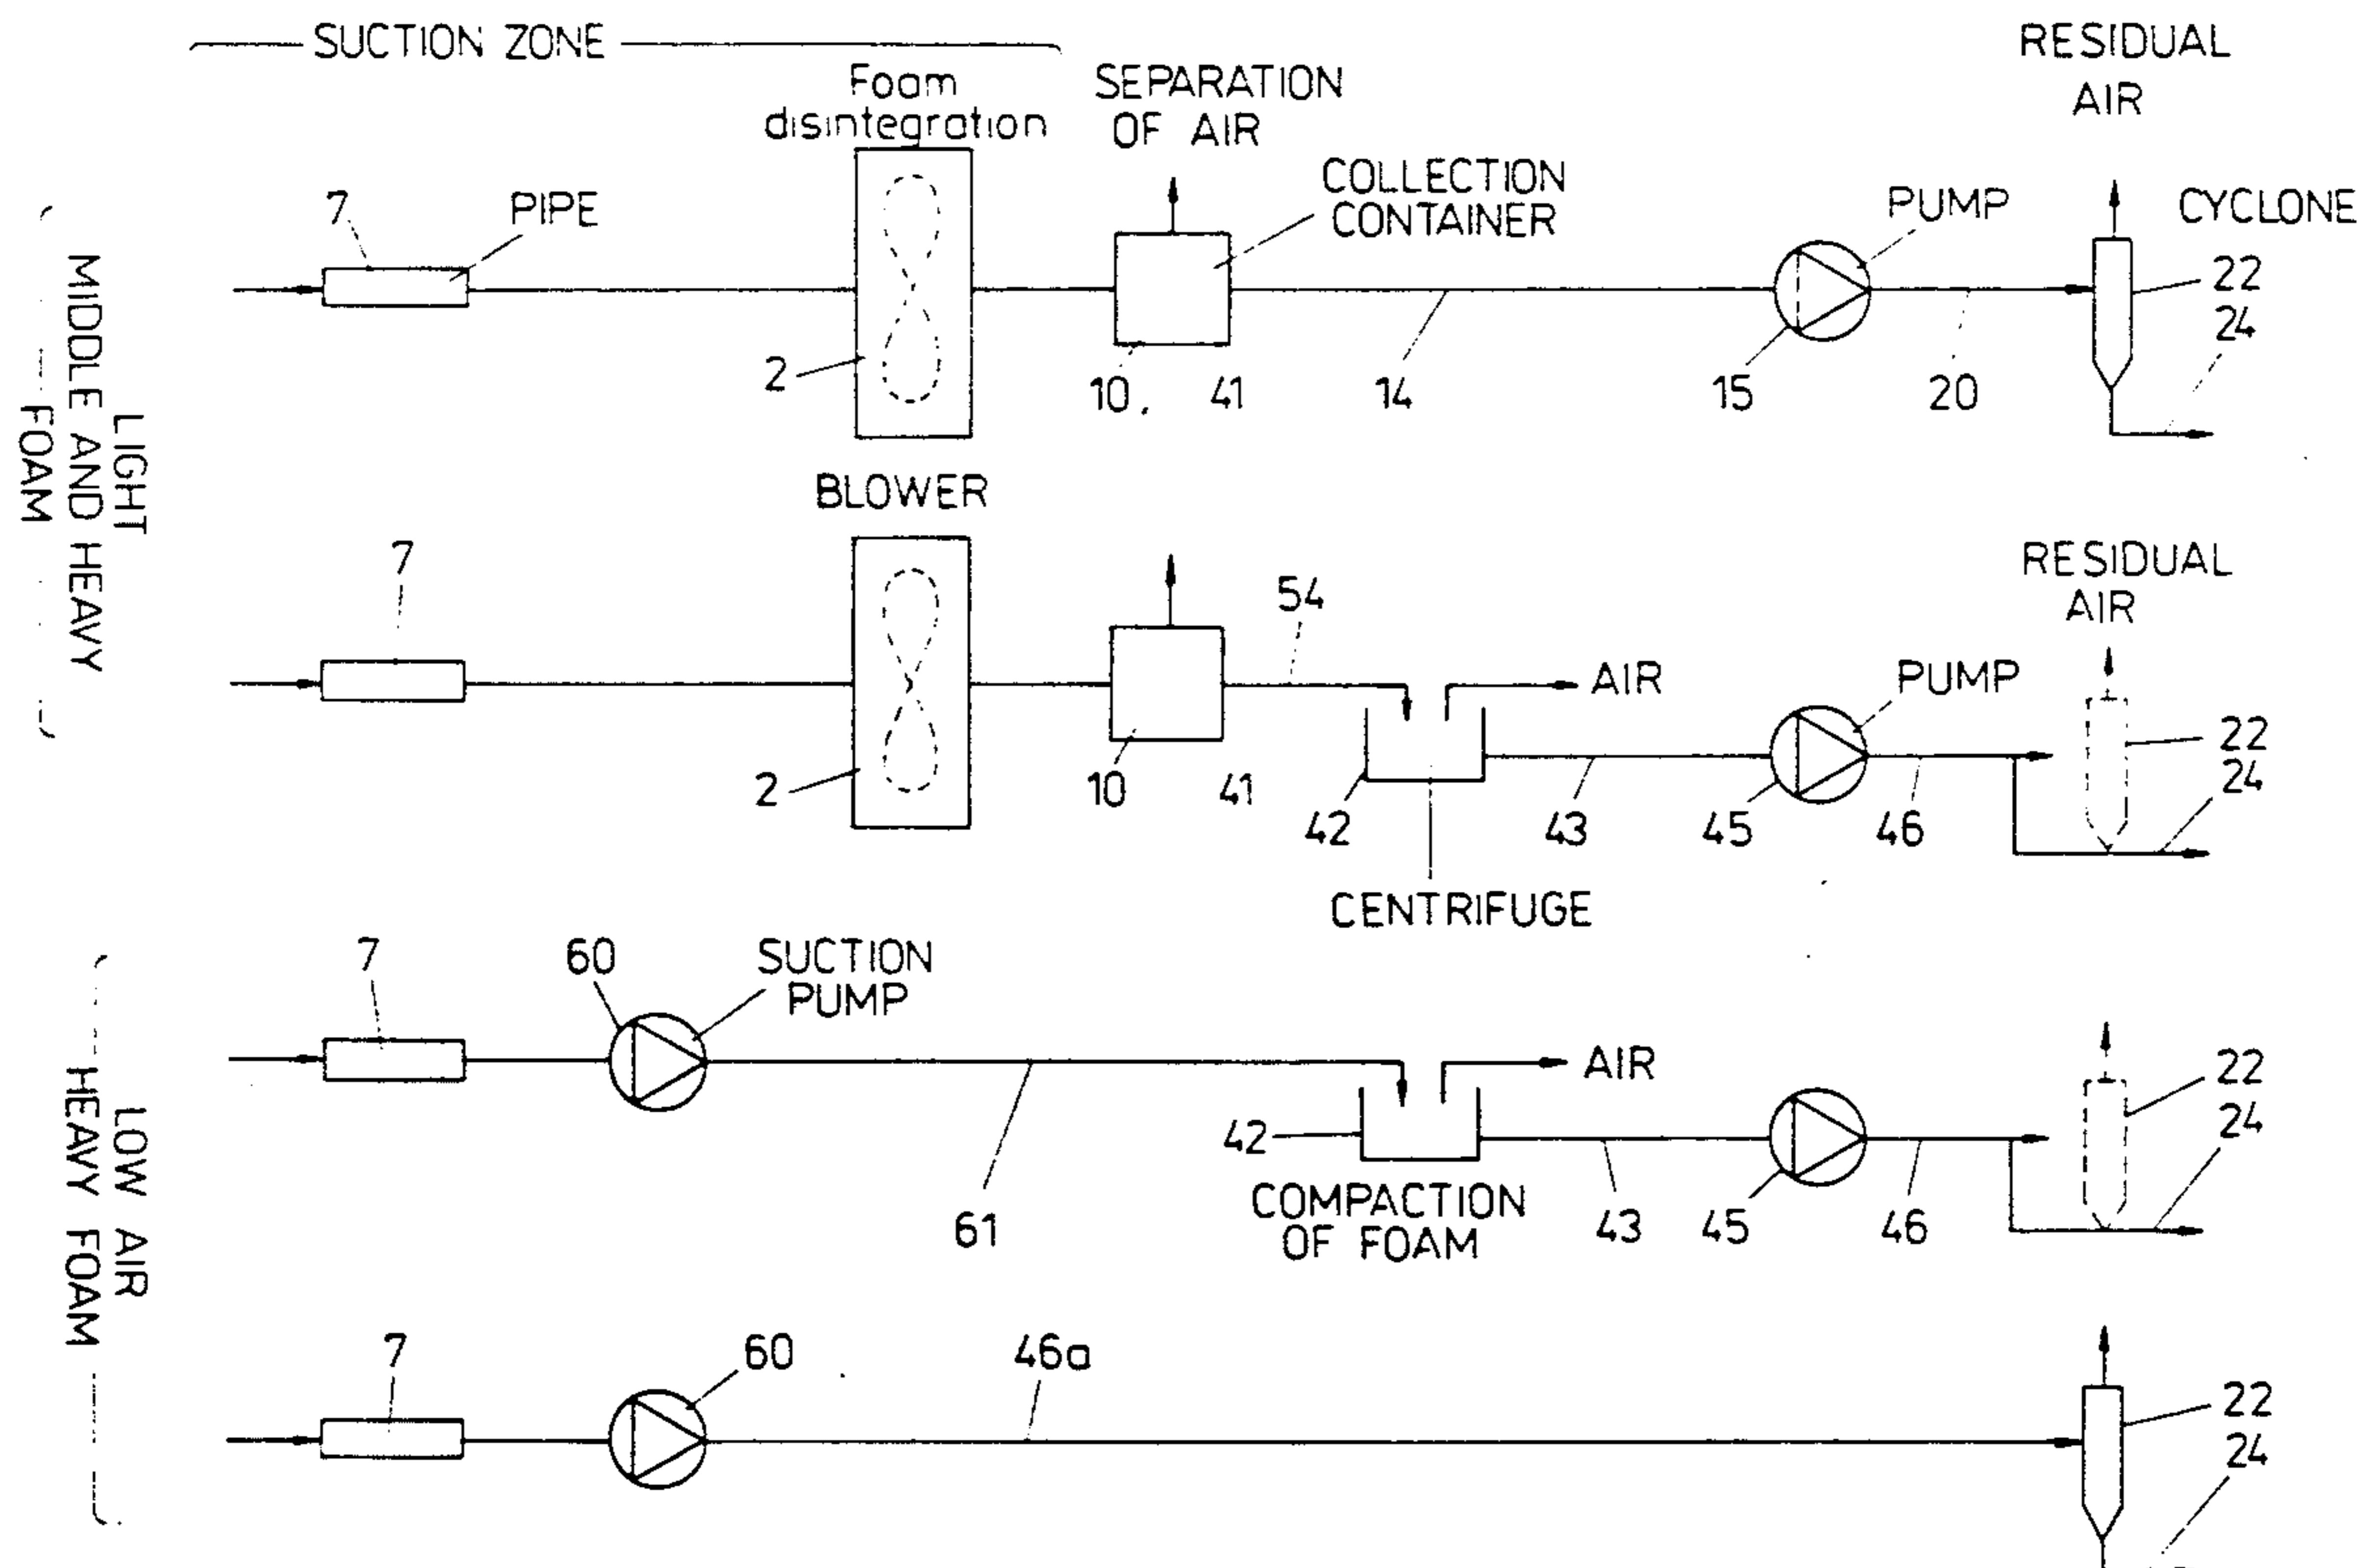 SUCTION ZONE
RESIDUAL
AIR
Foam
disintegration
SEPARATION
OF AIR
COLLECTION
CONTAINER
7
PIPE
PUMP
CYCLONE
22
24
2
10.
41
14
15
20
LIGHT
MIDDLE AND HEAVY
FOAM
BLOWER
7
54
RESIDUAL
AIR
AIR
PUMP
22
24
2
10
41
42
43
45
46
CENTRIFUGE
7
60
SUCTION
PUMP
AIR
22
24
42
61
COMPACTION
OF FOAM
43
45
46
LOW AIR
HEAVY FOAM
7
60
46a
22
24